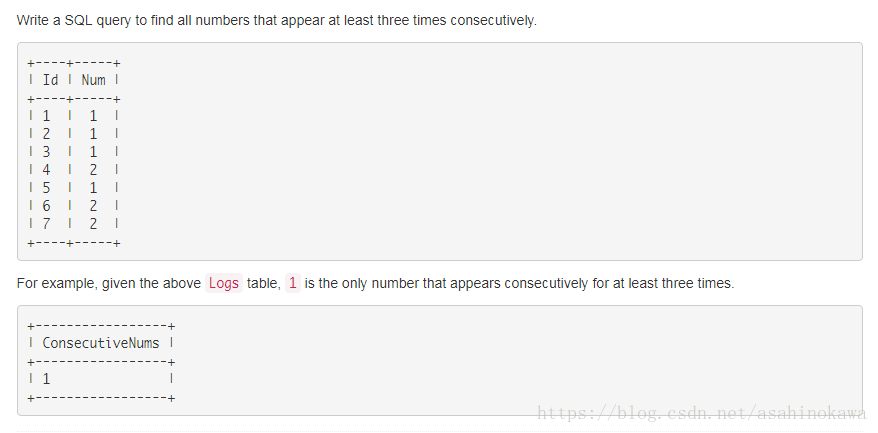 Write a SQL query to find all numbers that appear at least three times consecutively.
+----+-----+
| Id | Num |
+----+-----+
| 1  |  1  |
| 2  |  1  |
| 3  |  1  |
| 4  |  2  |
| 5  |  1  |
| 6  |  2  |
| 7  |  2  |
+----+-----+
For example, given the above Logs table, 1 is the only number that appears consecutively for at least three times.
+-----------------+
| ConsecutiveNums |
+-----------------+
| 1               |
+-----------------+
https://blog.csdn.net/asahinokawa